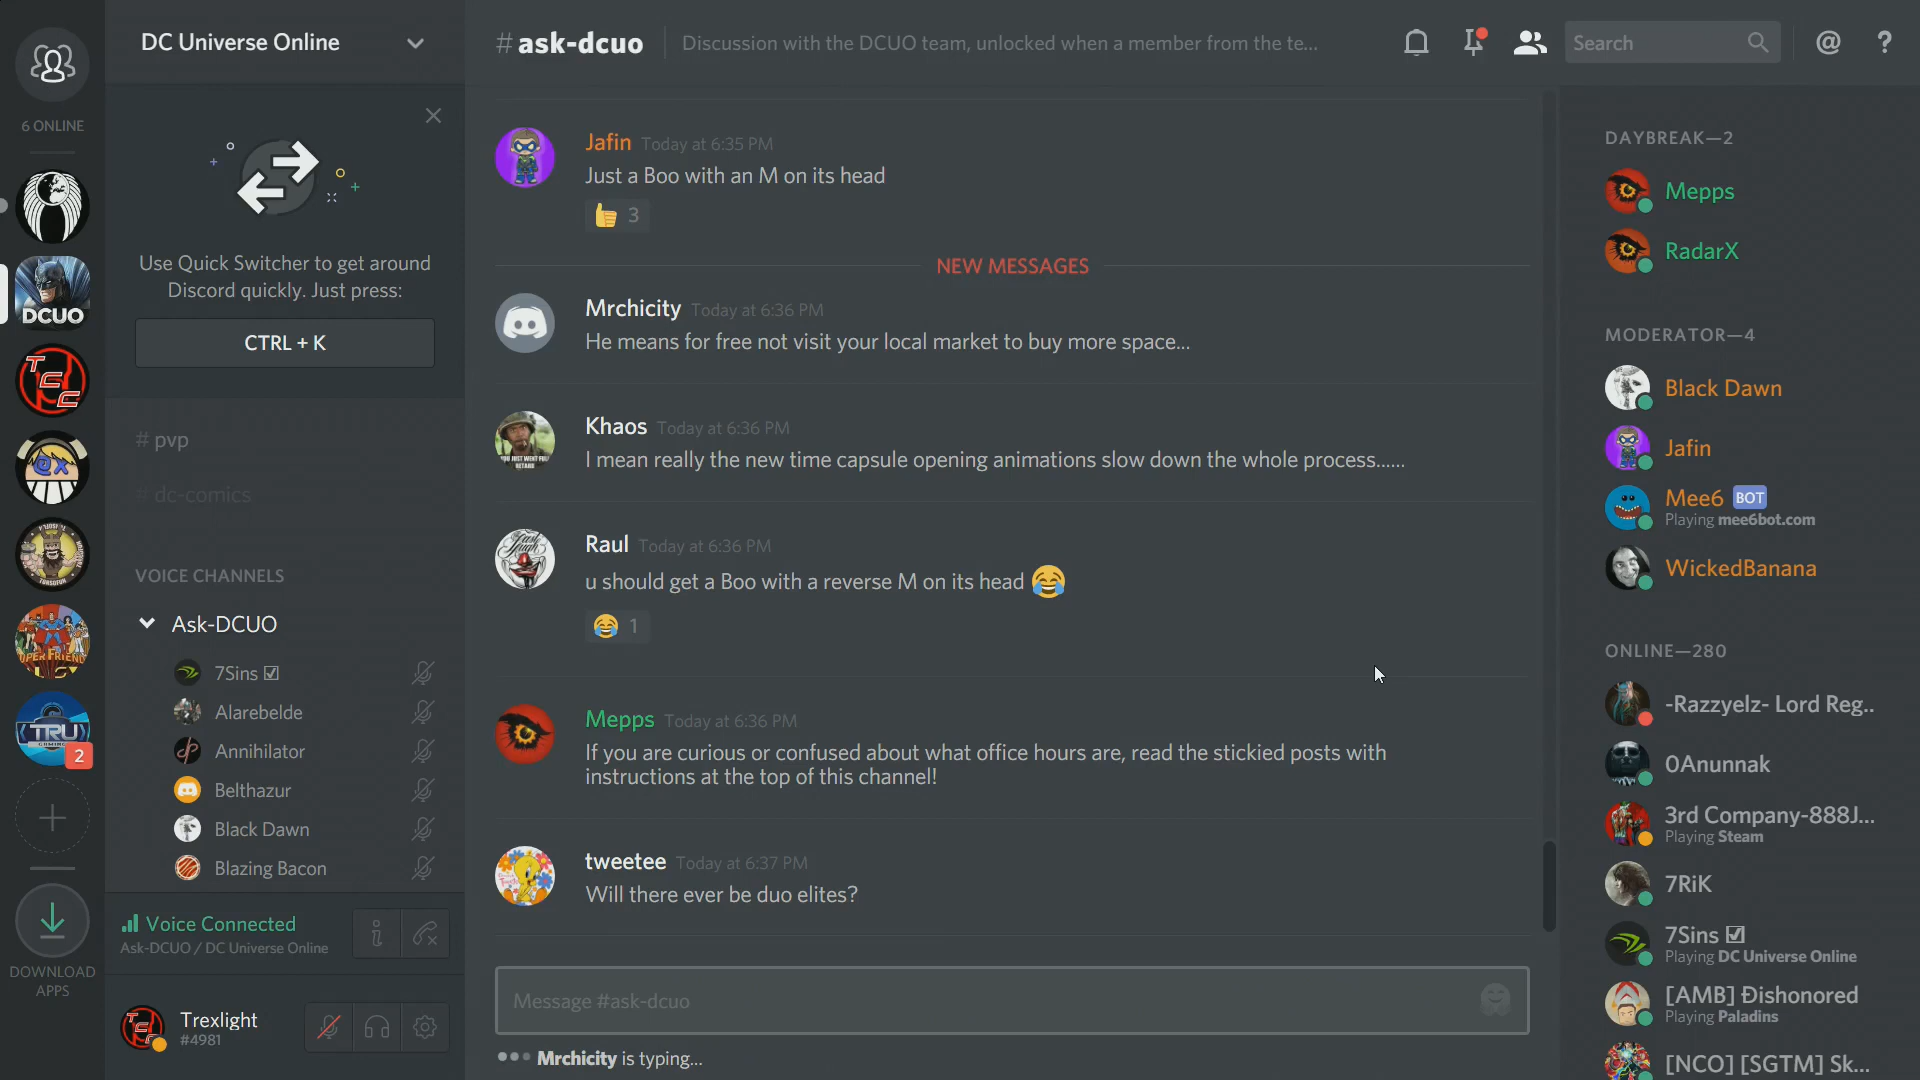 6 ONLINE
DCUO
TGC
TRU
2
DOWNLOAD
APPS
DC Universe Online
Use Quick Switcher to get around
Discord quickly. Just press:
CTRL + K
# pvp
# dc-comics
VOICE CHANNELS
Ask-DCUO
7Sins ☑
Alarebelde
Annihilator
Belthazur
Black Dawn
Blazing Bacon
Voice Connected
Ask-DCUO / DC Universe Online
Trexlight
#4981
# ask-dcuo
Discussion with the DCUO team, unlocked when a member from the te...
Search
@ ?
Jafin Today at 6:35 PM
Just a Boo with an M on its head
👍 3
NEW MESSAGES
Mrchicity Today at 6:36 PM
He means for free not visit your local market to buy more space...
Khaos Today at 6:36 PM
I mean really the new time capsule opening animations slow down the whole process......
Raul Today at 6:36 PM
u should get a Boo with a reverse M on its head 😂
😂 1
Mepps Today at 6:36 PM
If you are curious or confused about what office hours are, read the stickied posts with
instructions at the top of this channel!
tweetee Today at 6:37 PM
Will there ever be duo elites?
Message #ask-dcuo
Mrchicity is typing...
DAYBREAK—2
Mepps
RadarX
MODERATOR—4
Black Dawn
Jafin
Mee6 BOT
Playing mee6bot.com
WickedBanana
ONLINE—280
-Razzyelz- Lord Reg..
0Anunnak
3rd Company-888J...
Playing Steam
7RiK
7Sins ☑
Playing DC Universe Online
[AMB] Đishonored
Playing Paladins
[NCO] [SGTM] Sk...